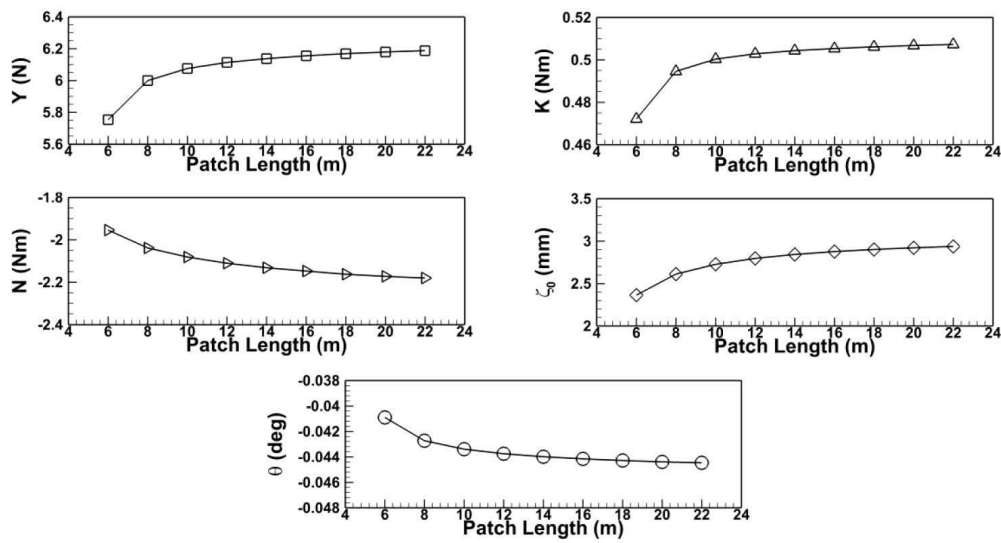 6.4
6.2
6
5.8
5.6
Y (N)
4 6 8 10 12 14 16 18 20 22 24
Patch Length (m)
0.52
0.5
0.48
0.46
K (Nm)
4 6 8 10 12 14 16 18 20 22 24
Patch Length (m)
-1.8
-2
-2.2
-2.4
N (Nm)
4 6 8 10 12 14 16 18 20 22 24
Patch Length (m)
3.5
3
2.5
2
ζ₀ (mm)
4 6 8 10 12 14 16 18 20 22 24
Patch Length (m)
-0.038
-0.04
-0.042
-0.044
-0.046
-0.048
θ (deg)
4 6 8 10 12 14 16 18 20 22 24
Patch Length (m)